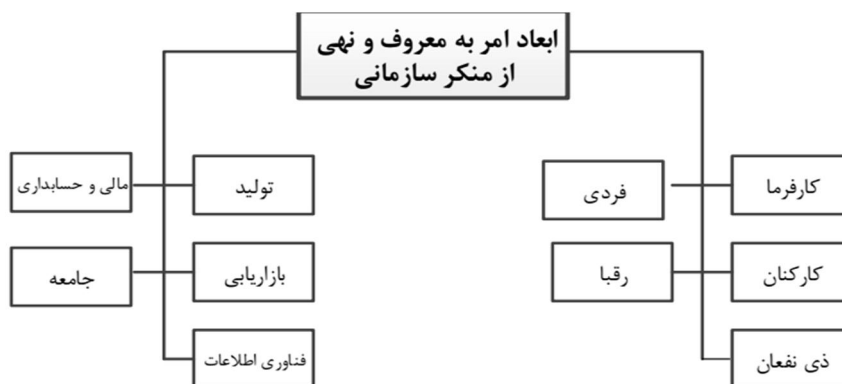 ابعاد امر به معروف و نهی
از منکر سازمانی
کارفرما
فردی
تولید
مالی و حسابداری
کارکنان
رقبا
بازاریابی
جامعه
ذی نفعان
فناوری اطلاعات